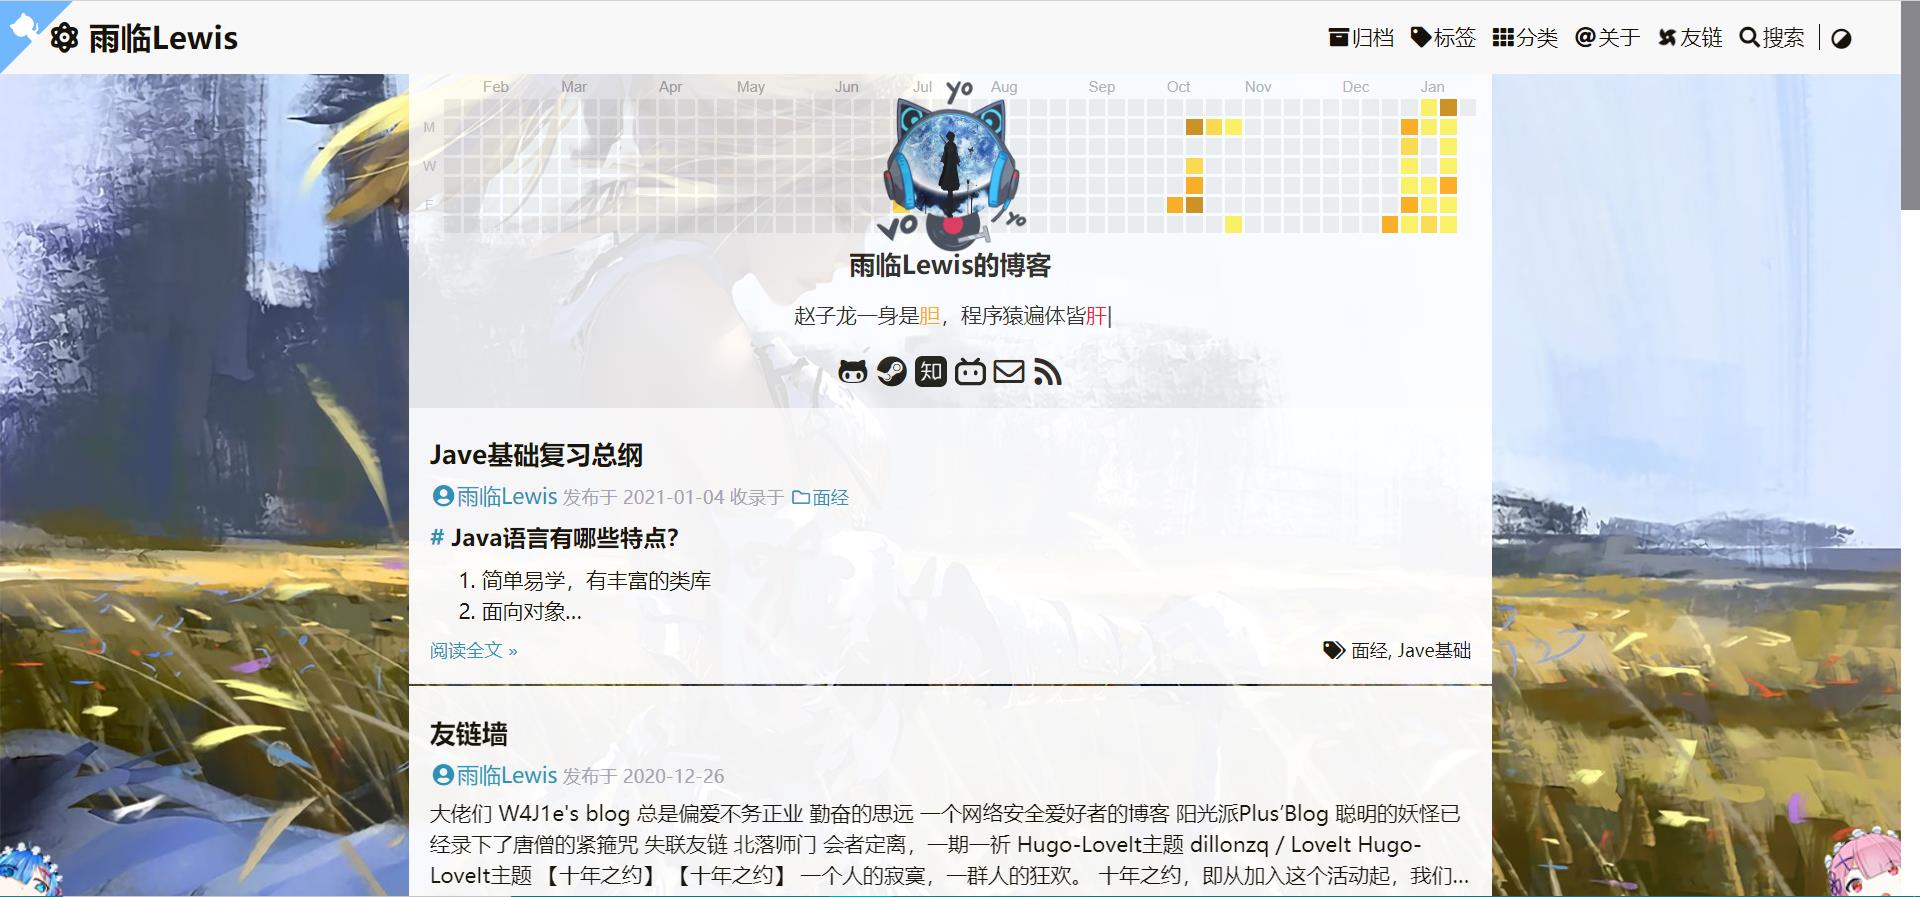 雨临Lewis
归档 标签 分类 @关于 友链 搜索
Feb Mar Apr May Jun Jul Aug Sep Oct Nov Dec Jan
yo
M
W
F
yo
yo
雨临Lewis的博客
赵子龙一身是胆，程序猿遍体皆肝|
知
Jave基础复习总纲
雨临Lewis 发布于 2021-01-04 收录于 面经
# Java语言有哪些特点？
1. 简单易学，有丰富的类库
2. 面向对象...
阅读全文 »
面经, Jave基础
友链墙
雨临Lewis 发布于 2020-12-26
大佬们 W4J1e's blog 总是偏爱不务正业 勤奋的思远 一个网络安全爱好者的博客 阳光派Plus’Blog 聪明的妖怪已
经录下了唐僧的紧箍咒 失联友链 北落师门 会者定离，一期一祈 Hugo-LoveIt主题 dillonzq / LoveIt Hugo-
LoveIt主题 【十年之约】 【十年之约】 一个人的寂寞，一群人的狂欢。 十年之约，即从加入这个活动起，我们...